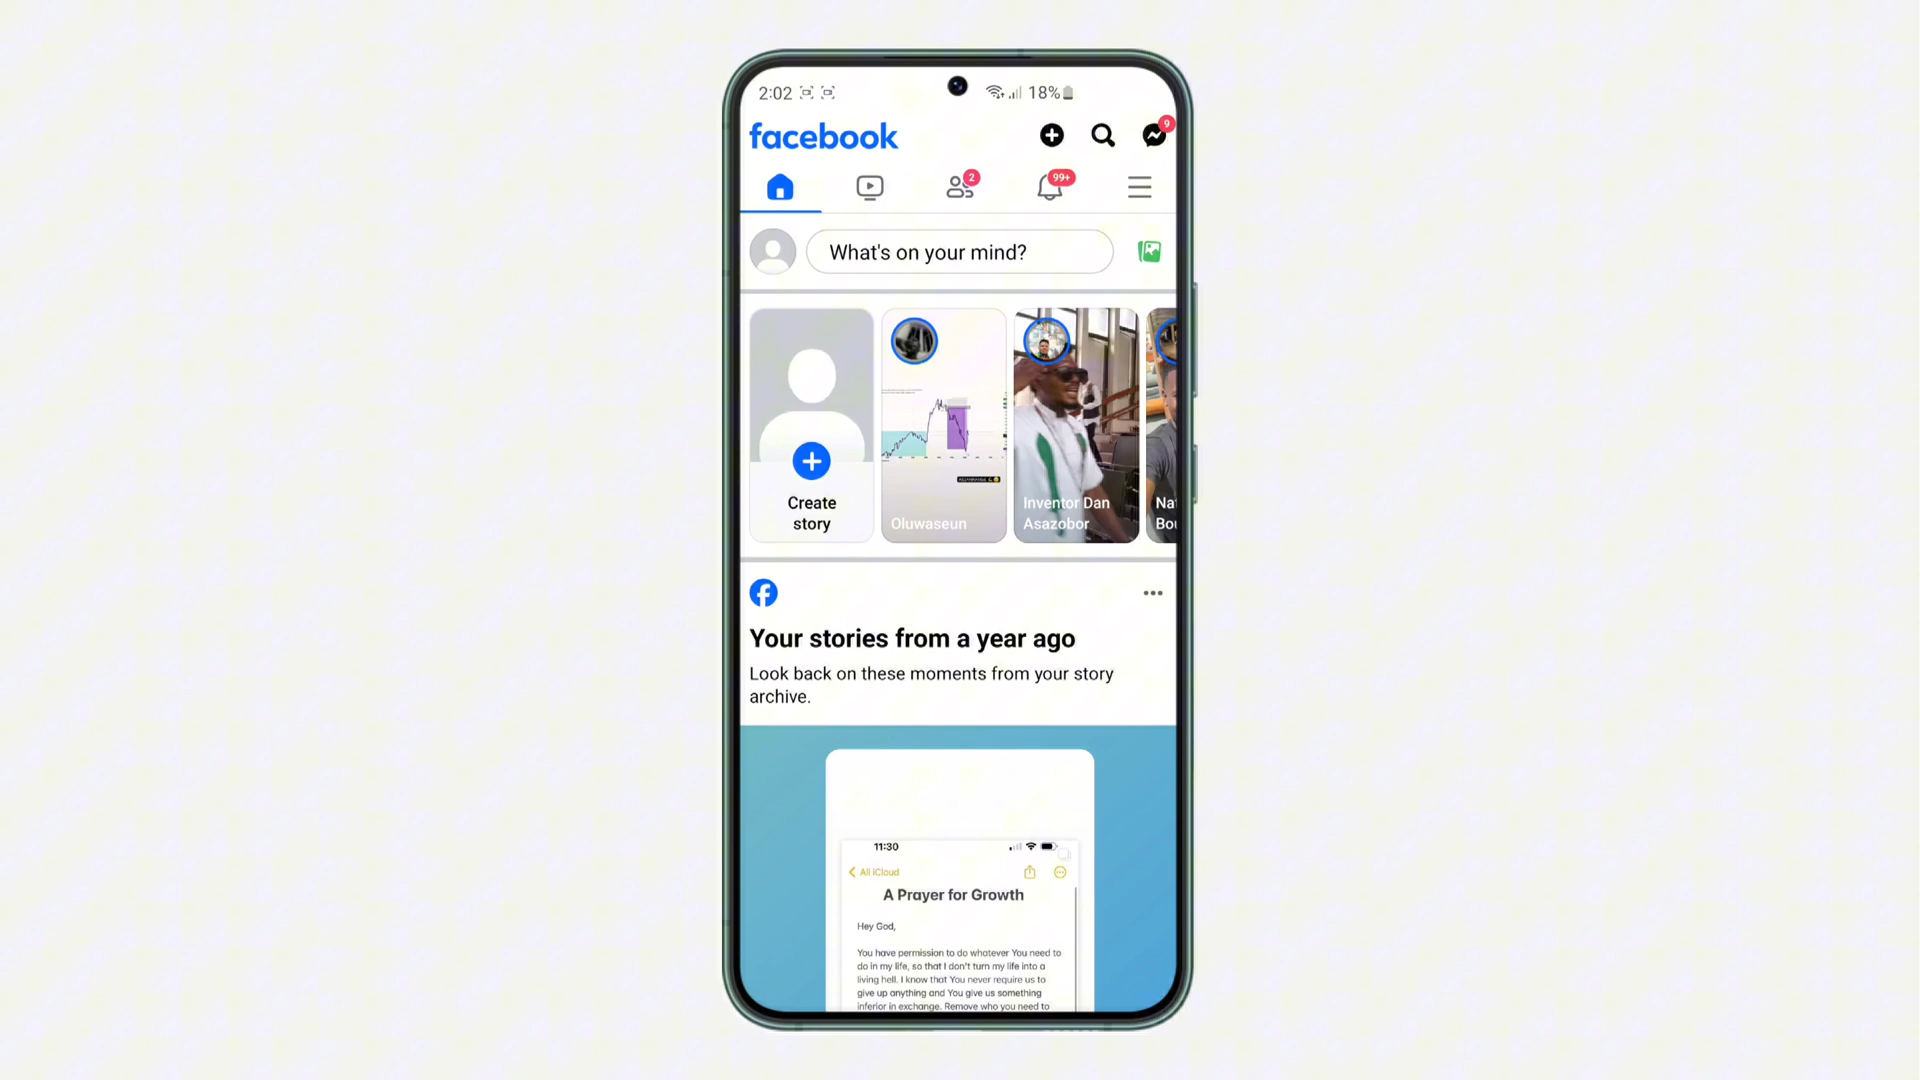 2:02
18%
facebook
9
2
99+
What's on your mind?
Create
story
Oluwaseun
Inventor Dan
Asazobor
Nat
Bou
Your stories from a year ago
Look back on these moments from your story
archive.
11:30
All iCloud
A Prayer for Growth
Hey God,
You have permission to do whatever You need to
do in my life, so that I don't turn my life into a
living hell. I know that You never require us to
give up anything and You give us something
inferior in exchange. Remove who you need to